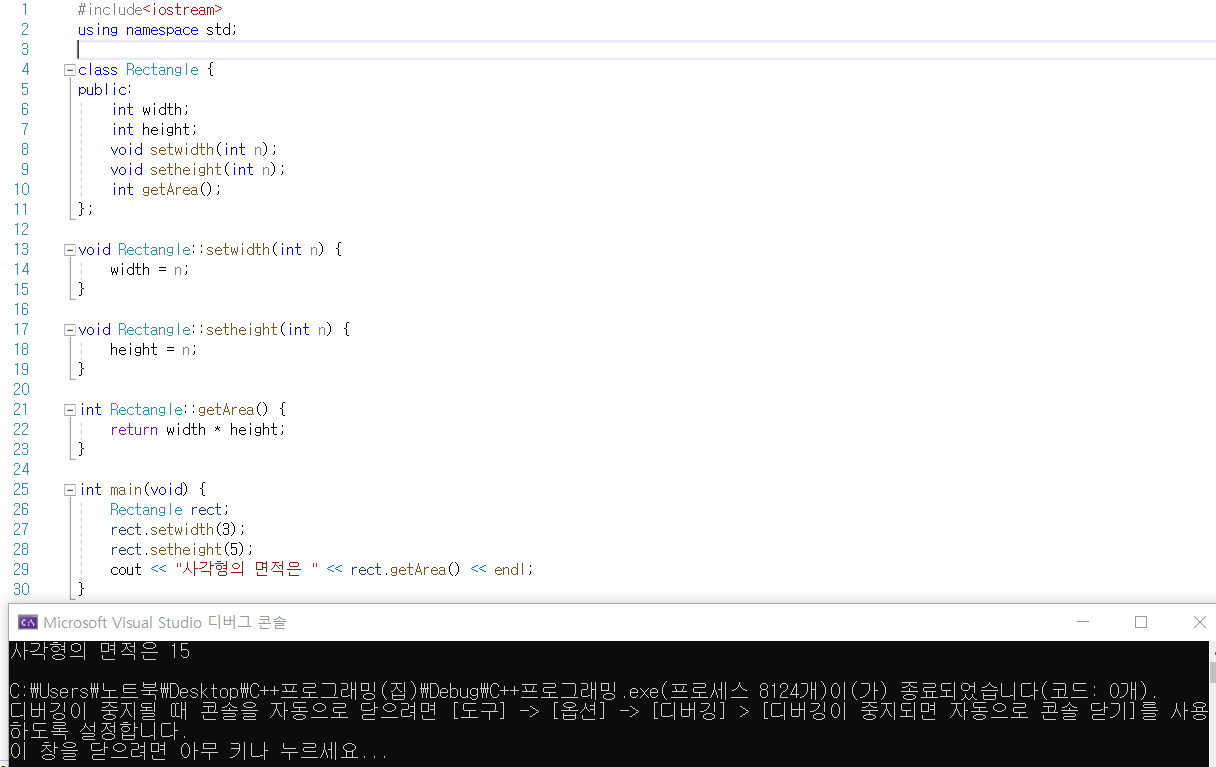 1 #include<iostream>
2 using namespace std;
3
4 class Rectangle {
5 public:
6 int width;
7 int height;
8 void setwidth(int n);
9 void setheight(int n);
10 int getArea();
11 };
12
13 void Rectangle::setwidth(int n) {
14 width = n;
15 }
16
17 void Rectangle::setheight(int n) {
18 height = n;
19 }
20
21 int Rectangle::getArea() {
22 return width * height;
23 }
24
25 int main(void) {
26 Rectangle rect;
27 rect.setwidth(3);
28 rect.setheight(5);
29 cout << "사각형의 면적은 " << rect.getArea() << endl;
30 }
Microsoft Visual Studio 디버그 콘솔
사각형의 면적은 15
C:₩Users₩노트북₩Desktop₩C++프로그래밍(집)₩Debug₩C++프로그래밍.exe(프로세스 8124개)이(가) 종료되었습니다(코드: 0개).
디버깅이 중지될 때 콘솔을 자동으로 닫으려면 [도구] -> [옵션] -> [디버깅] > [디버깅이 중지되면 자동으로 콘솔 닫기]를 사용
하도록 설정합니다.
이 창을 닫으려면 아무 키나 누르세요...